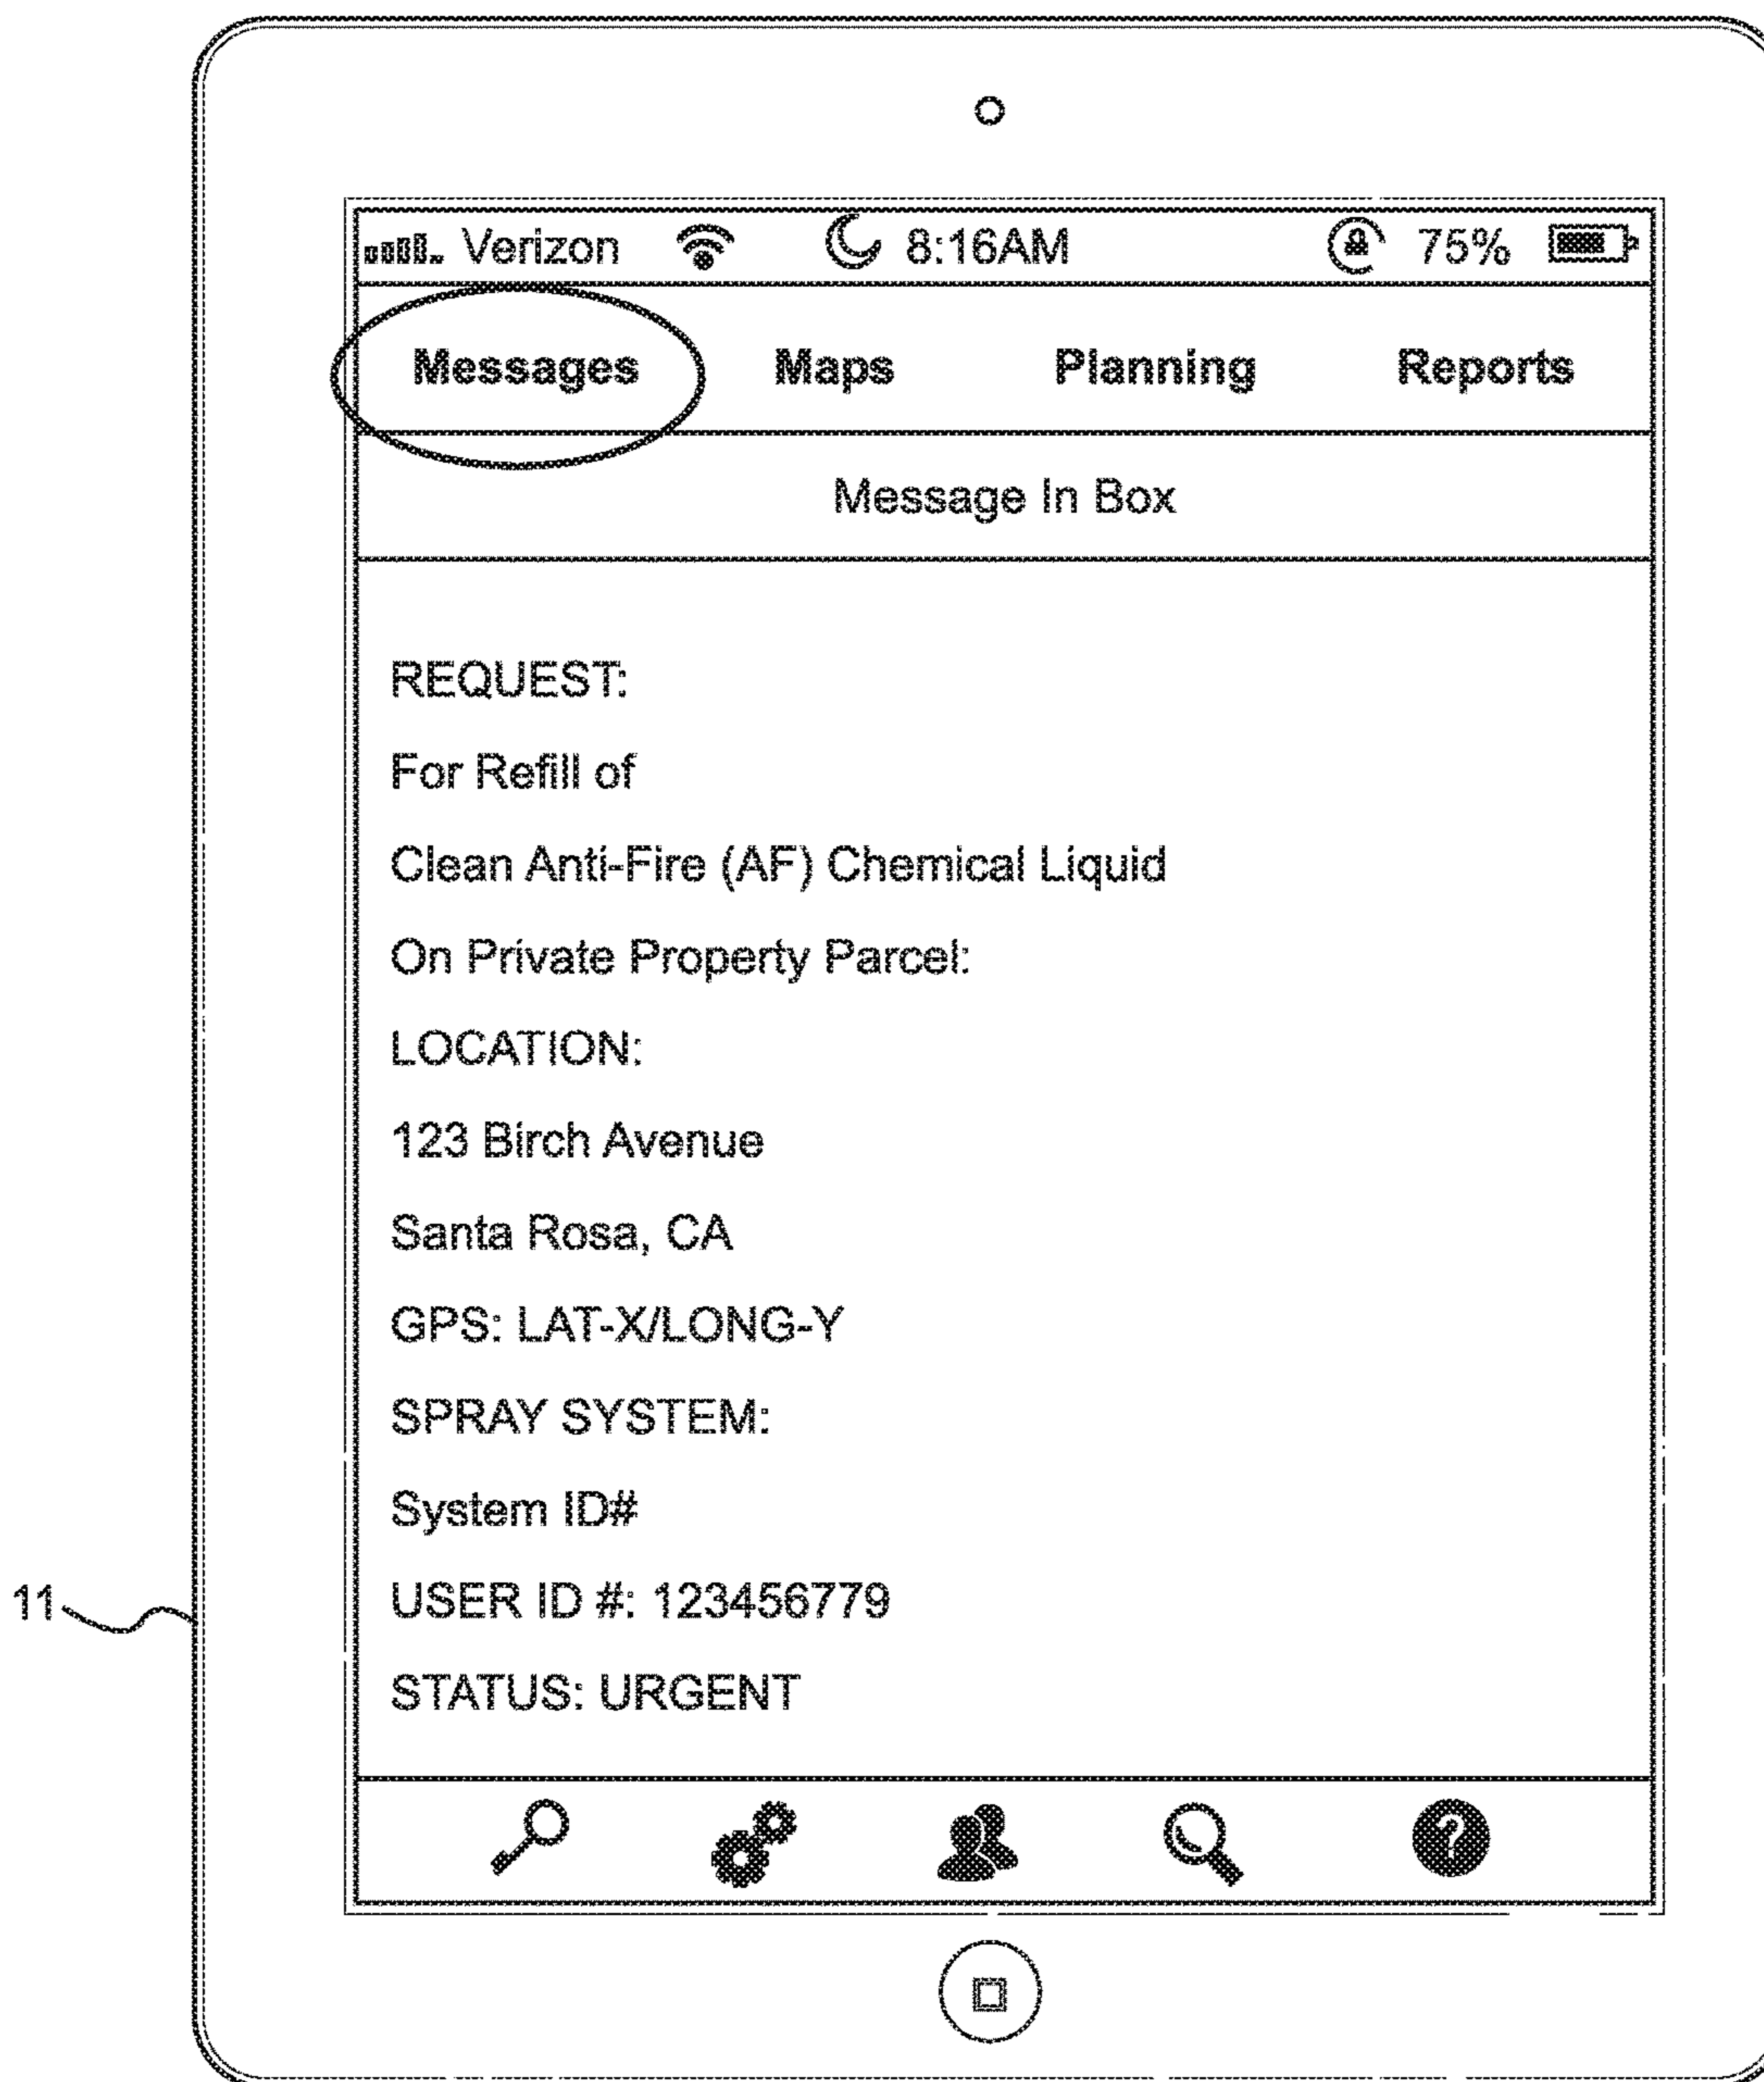 Verizon 8:16AM 75%
Messages Maps Planning Reports
Message In Box
REQUEST:
For Refill of
Clean Anti-Fire (AF) Chemical Liquid
On Private Property Parcel:
LOCATION:
123 Birch Avenue
Santa Rosa, CA
GPS: LAT-X/LONG-Y
SPRAY SYSTEM:
System ID#
11
USER ID #: 123456779
STATUS: URGENT
?